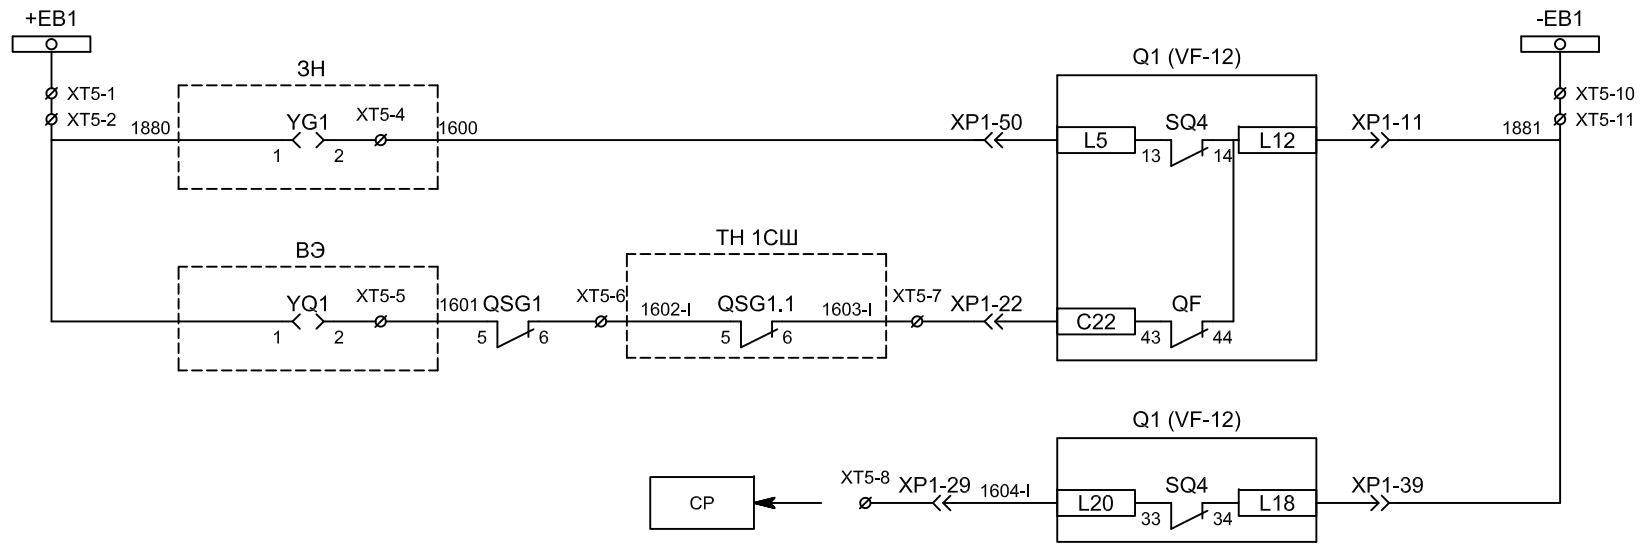 +EB1
-EB1
ЗН
Q1 (VF-12)
XT5-1
XT5-2
XT5-10
XT5-11
1880
YG1
XT5-4
1600
XP1-50
L5
SQ4
L12
XP1-11
1881
1
2
13
14
ВЭ
ТН 1СШ
YQ1
XT5-5
1601
QSG1
XT5-6
1602-I
QSG1.1
1603-I
XT5-7
XP1-22
C22
QF
1
2
5
6
5
6
43
44
Q1 (VF-12)
СР
XT5-8
XP1-29
1604-I
L20
SQ4
L18
XP1-39
33
34